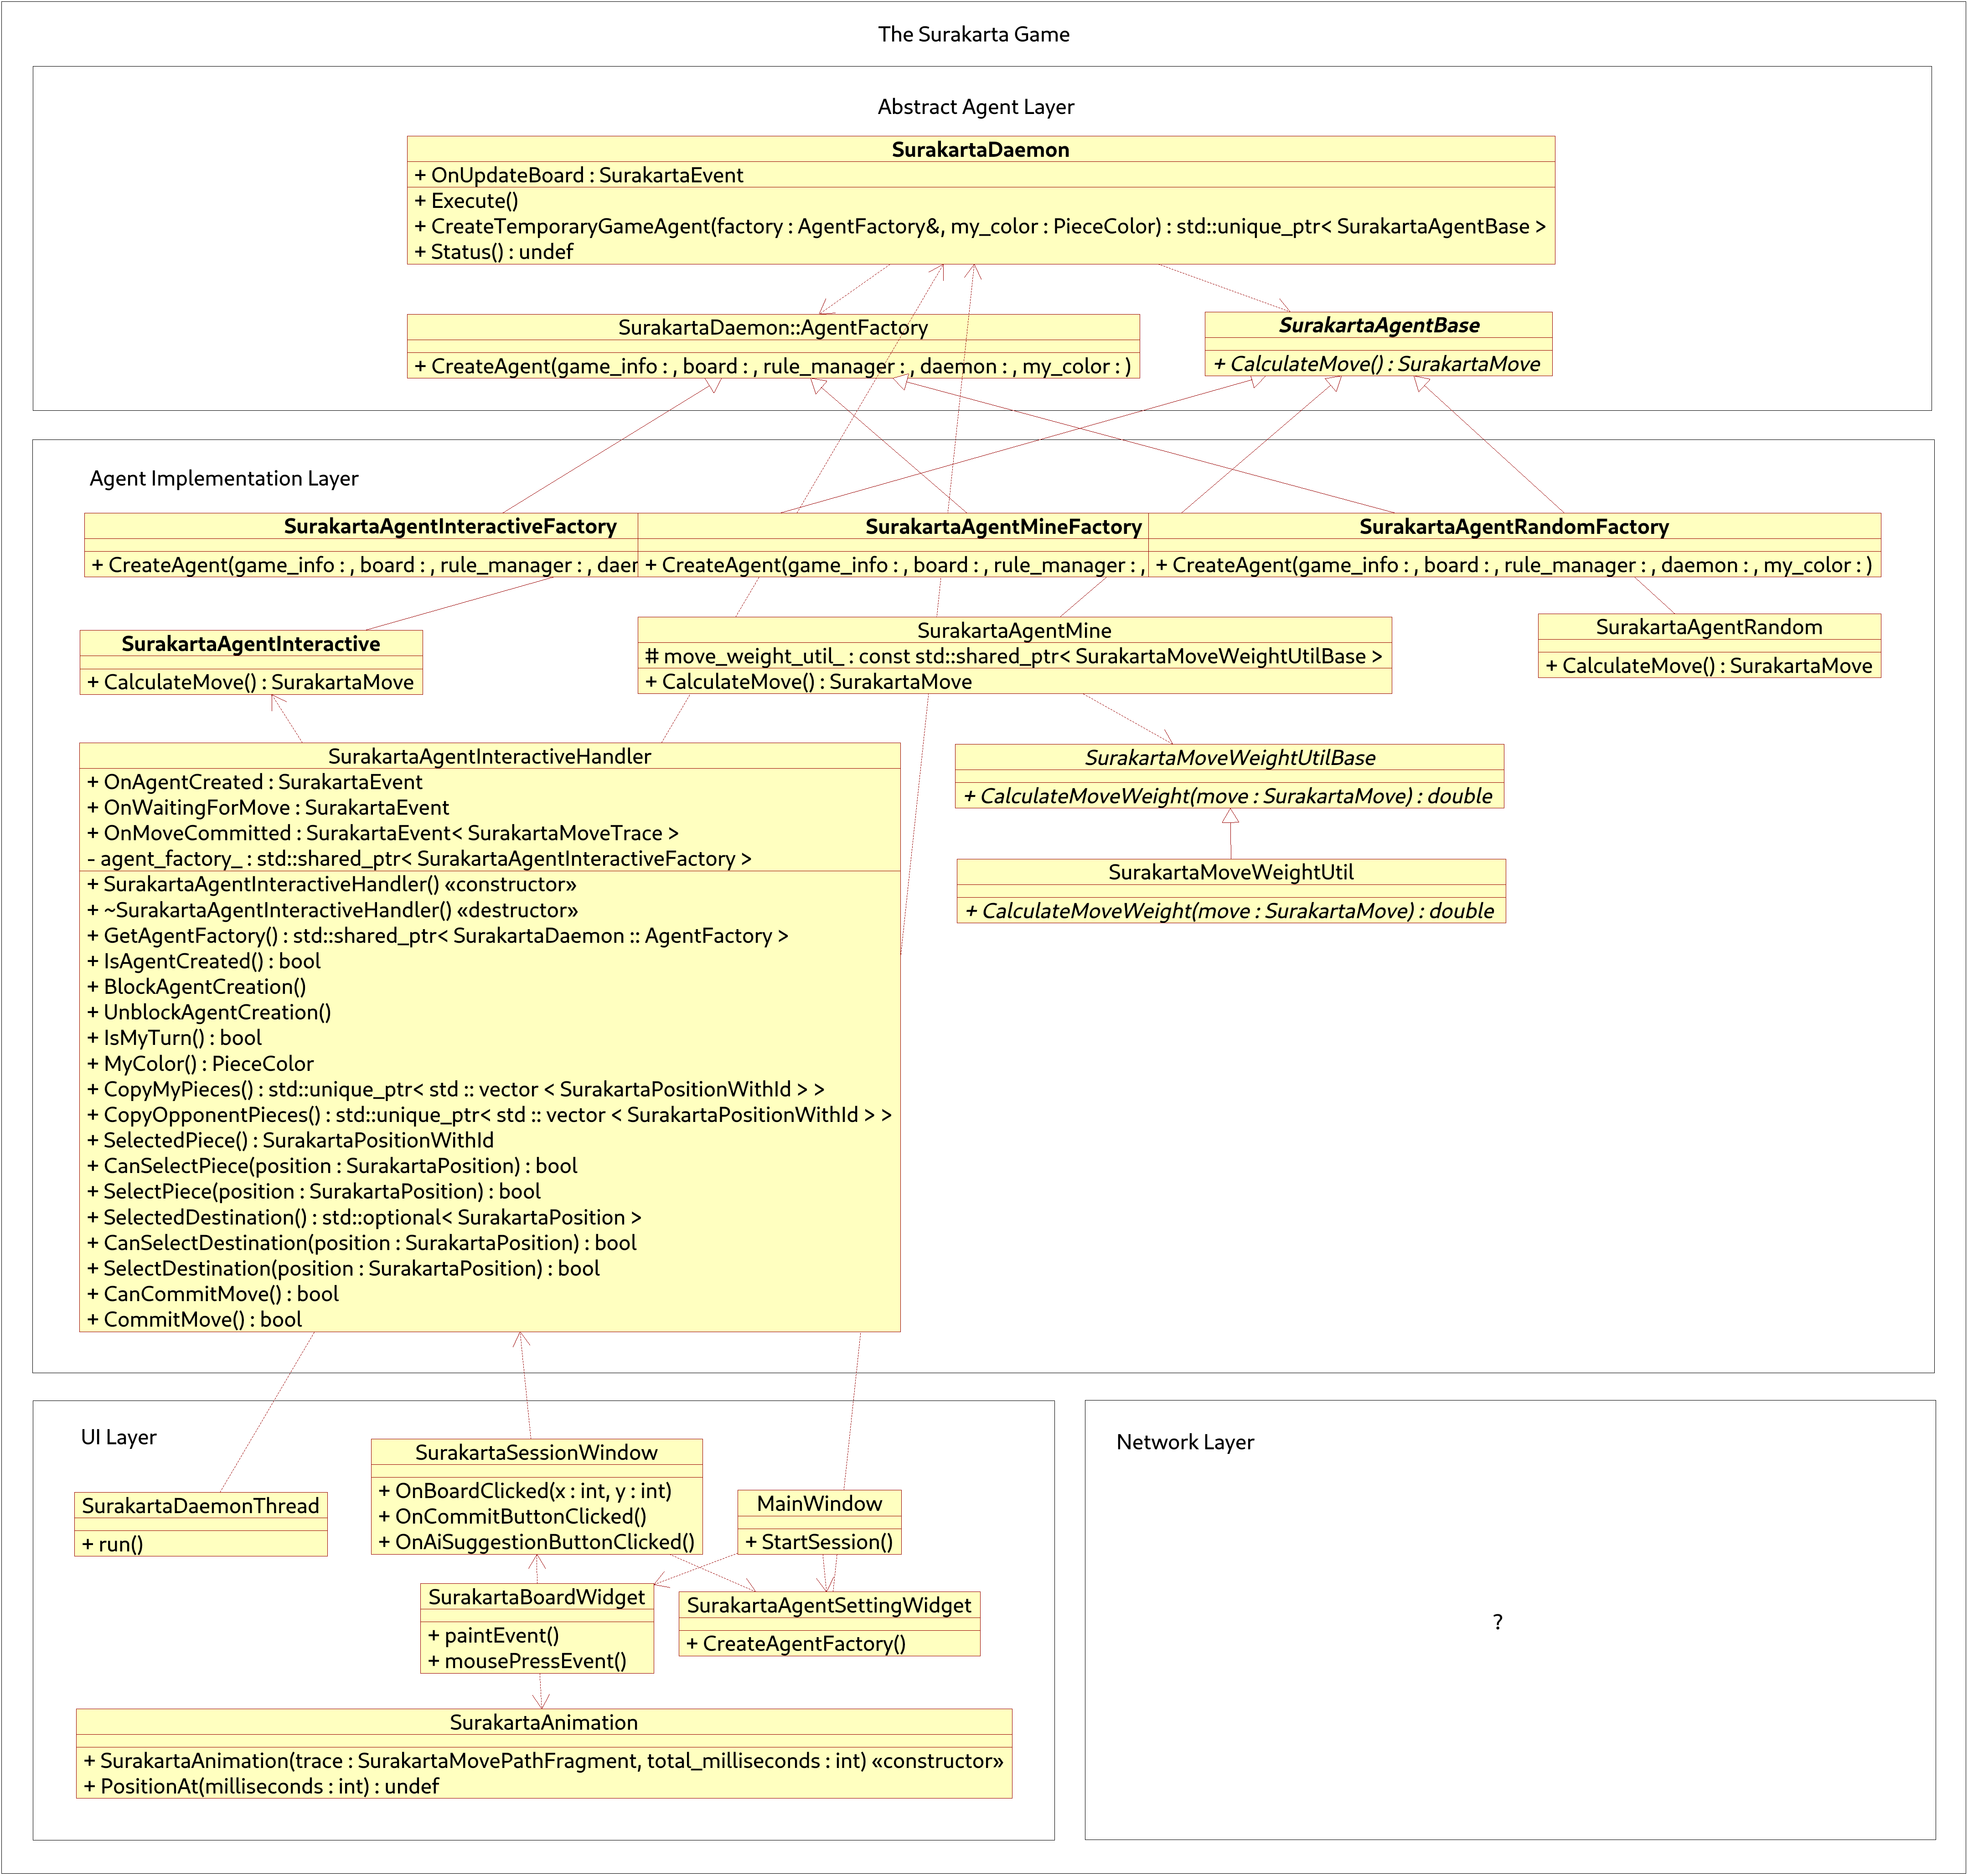 The Surakarta Game
Abstract Agent Layer
SurakartaDaemon
+ OnUpdateBoard : SurakartaEvent
+ Execute()
+ CreateTemporaryGameAgent(factory : AgentFactory&, my_color : PieceColor) : std::unique_ptr< SurakartaAgentBase >
+ Status() : undef
SurakartaDaemon::AgentFactory
+ CreateAgent(game_info : , board : , rule_manager : , daemon : , my_color : )
SurakartaAgentBase
+ CalculateMove() : SurakartaMove
Agent Implementation Layer
SurakartaAgentInteractiveFactory
+ CreateAgent(game_info : , board : , rule_manager : , daer
SurakartaAgentMineFactory
+ CreateAgent(game_info : , board : , rule_manager : ,
SurakartaAgentRandomFactory
+ CreateAgent(game_info : , board : , rule_manager : , daemon : , my_color : )
SurakartaAgentInteractive
+ CalculateMove() : SurakartaMove
SurakartaAgentMine
# move_weight_util_ : const std::shared_ptr< SurakartaMoveWeightUtilBase >
+ CalculateMove() : SurakartaMove
SurakartaAgentRandom
+ CalculateMove() : SurakartaMove
SurakartaAgentInteractiveHandler
+ OnAgentCreated : SurakartaEvent
+ OnWaitingForMove : SurakartaEvent
+ OnMoveCommitted : SurakartaEvent< SurakartaMoveTrace >
- agent_factory_ : std::shared_ptr< SurakartaAgentInteractiveFactory >
+ SurakartaAgentInteractiveHandler() «constructor»
+ ~SurakartaAgentInteractiveHandler() «destructor»
+ GetAgentFactory() : std::shared_ptr< SurakartaDaemon :: AgentFactory >
+ IsAgentCreated() : bool
+ BlockAgentCreation()
+ UnblockAgentCreation()
+ IsMyTurn() : bool
+ MyColor() : PieceColor
+ CopyMyPieces() : std::unique_ptr< std :: vector < SurakartaPositionWithId > >
+ CopyOpponentPieces() : std::unique_ptr< std :: vector < SurakartaPositionWithId > >
+ SelectedPiece() : SurakartaPositionWithId
+ CanSelectPiece(position : SurakartaPosition) : bool
+ SelectPiece(position : SurakartaPosition) : bool
+ SelectedDestination() : std::optional< SurakartaPosition >
+ CanSelectDestination(position : SurakartaPosition) : bool
+ SelectDestination(position : SurakartaPosition) : bool
+ CanCommitMove() : bool
+ CommitMove() : bool
SurakartaMoveWeightUtilBase
+ CalculateMoveWeight(move : SurakartaMove) : double
SurakartaMoveWeightUtil
+ CalculateMoveWeight(move : SurakartaMove) : double
UI Layer
SurakartaDaemonThread
+ run()
SurakartaSessionWindow
+ OnBoardClicked(x : int, y : int)
+ OnCommitButtonClicked()
+ OnAiSuggestionButtonClicked()
MainWindow
+ StartSession()
SurakartaBoardWidget
+ paintEvent()
+ mousePressEvent()
SurakartaAgentSettingWidget
+ CreateAgentFactory()
SurakartaAnimation
+ SurakartaAnimation(trace : SurakartaMovePathFragment, total_milliseconds : int) «constructor»
+ PositionAt(milliseconds : int) : undef
Network Layer
?